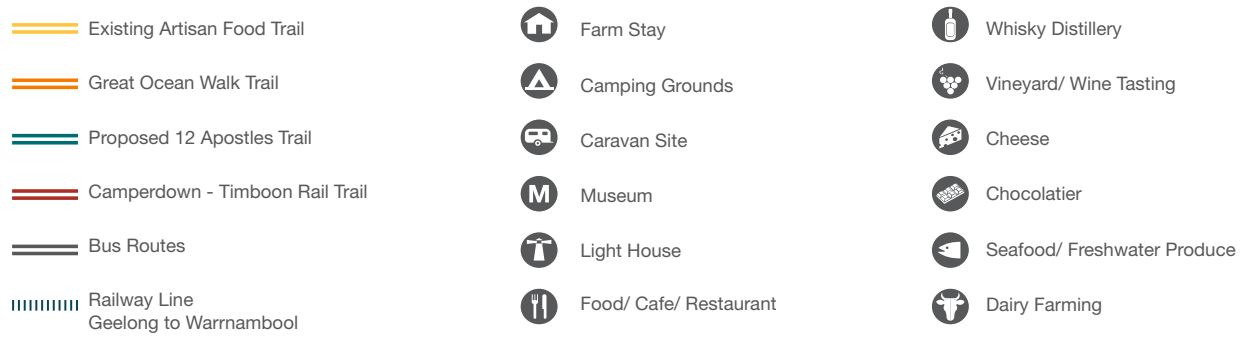 Existing Artisan Food Trail
Great Ocean Walk Trail
Proposed 12 Apostles Trail
Camperdown - Timboon Rail Trail
Bus Routes
Railway Line
Geelong to Warrnambool
Farm Stay
Camping Grounds
Caravan Site
M Museum
Light House
Food/ Cafe/ Restaurant
Whisky Distillery
Vineyard/ Wine Tasting
Cheese
Chocolatier
Seafood/ Freshwater Produce
Dairy Farming